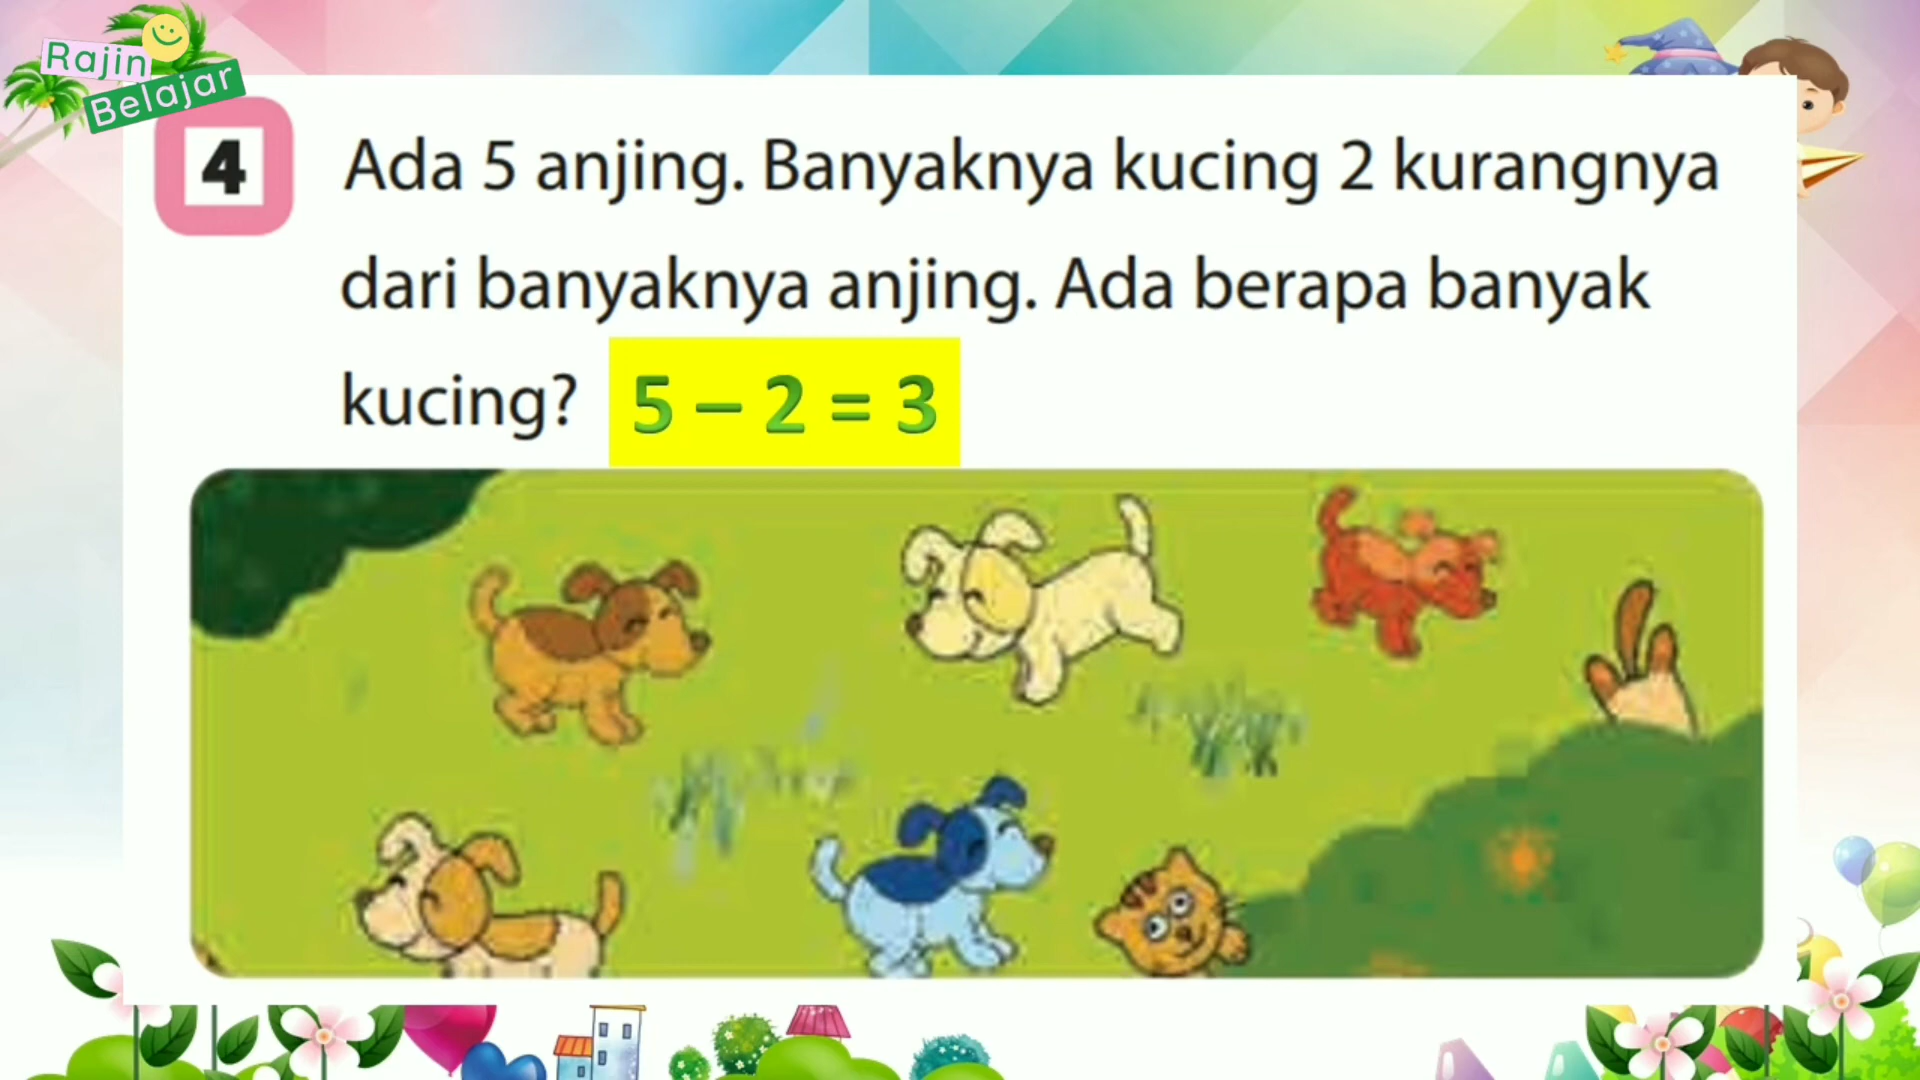 Rajin
Belajar
4 Ada 5 anjing. Banyaknya kucing 2 kurangnya
dari banyaknya anjing. Ada berapa banyak
kucing? 5 – 2 = 3